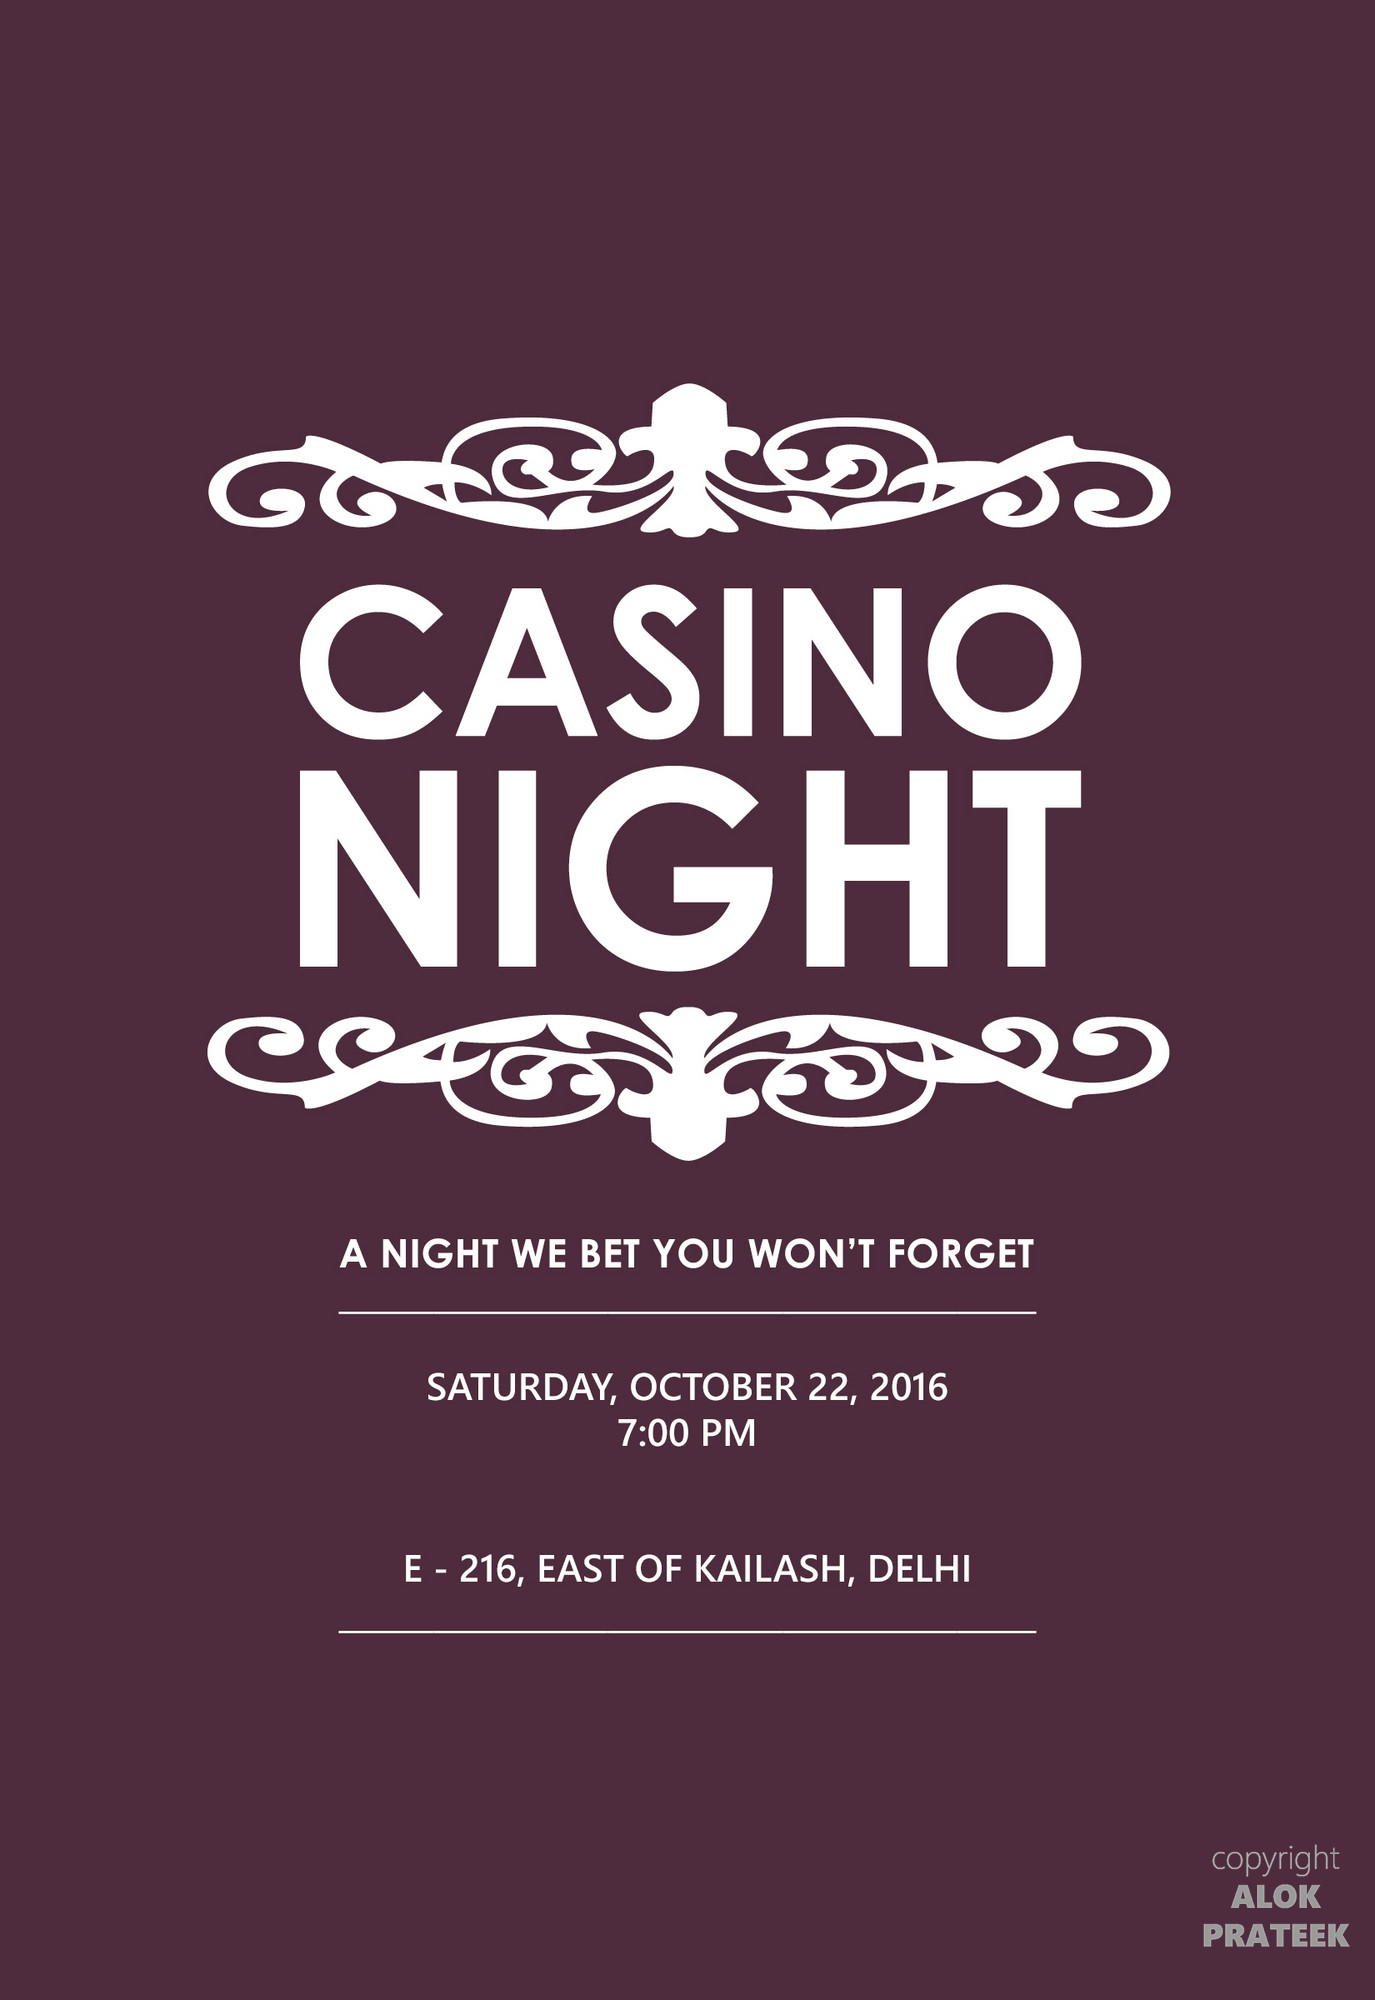 CASINO
NIGHT
A NIGHT WE BET YOU WON’T FORGET
SATURDAY, OCTOBER 22, 2016
7:00 PM
E - 216, EAST OF KAILASH, DELHI
copyright
ALOK
PRATEEK